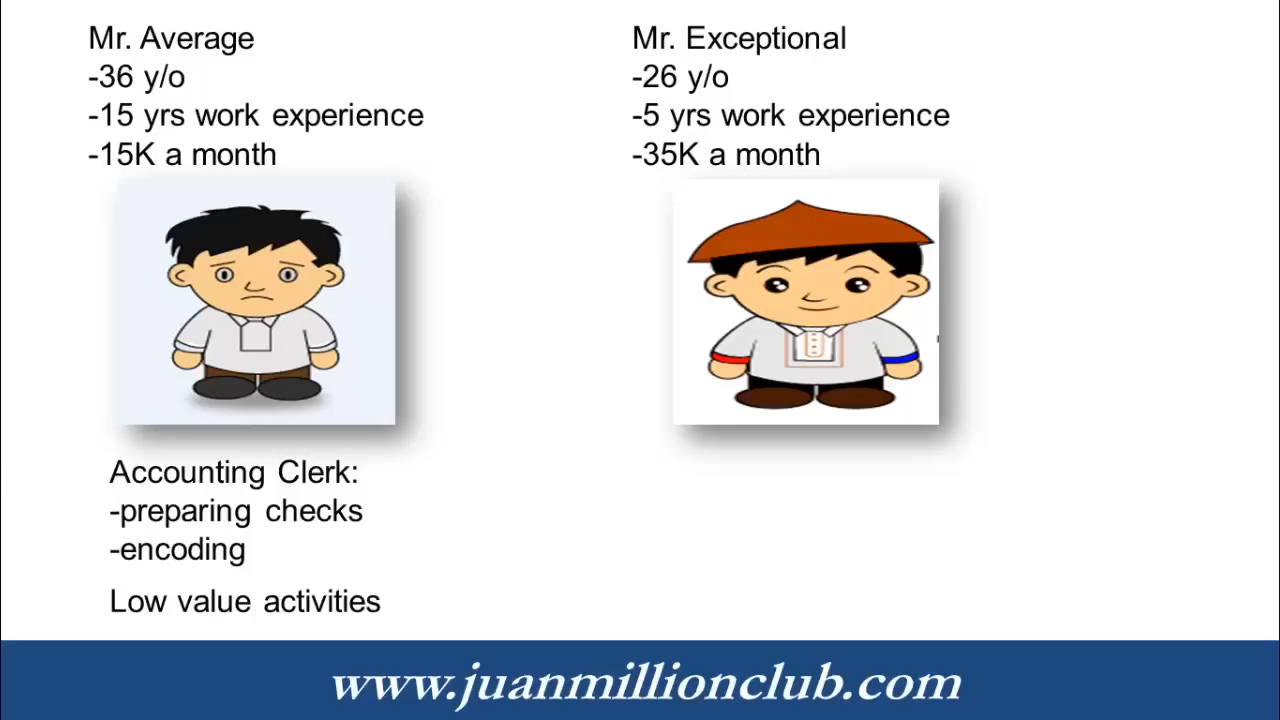 Mr. Average
-36 y/o
-15 yrs work experience
-15K a month
Mr. Exceptional
-26 y/o
-5 yrs work experience
-35K a month
Accounting Clerk:
-preparing checks
-encoding
Low value activities
www.juanmillionclub.com